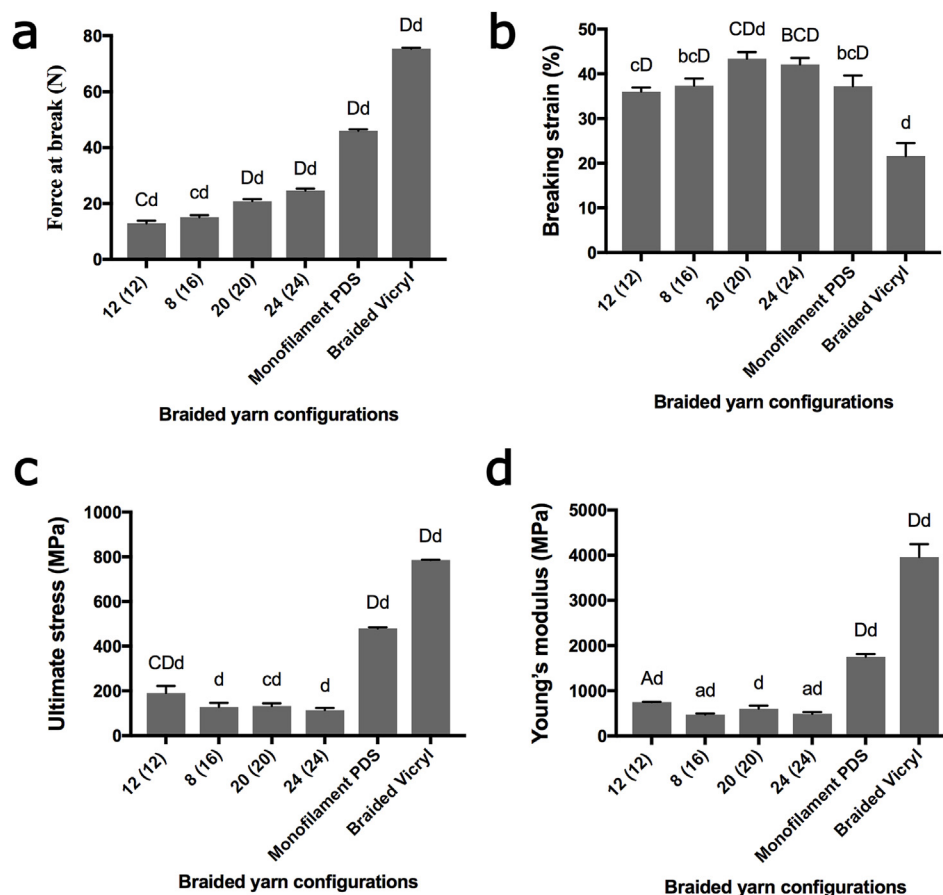 a
Force at break (N)
80
60
40
20
0
Cd
cd
Dd
Dd
Dd
Dd
12 (12)
8 (16)
20 (20)
24 (24)
Monofilament PDS
Braided Vicryl
Braided yarn configurations
b
Breaking strain (%)
50
40
30
20
10
0
cD
bcD
CDd
BCD
bcD
d
12 (12)
8 (16)
20 (20)
24 (24)
Monofilament PDS
Braided Vicryl
Braided yarn configurations
c
Ultimate stress (MPa)
1000
800
600
400
200
0
CDd
d
cd
d
Dd
Dd
12 (12)
8 (16)
20 (20)
24 (24)
Monofilament PDS
Braided Vicryl
Braided yarn configurations
d
Young's modulus (MPa)
5000
4000
3000
2000
1000
0
Ad
ad
d
ad
Dd
Dd
12 (12)
8 (16)
20 (20)
24 (24)
Monofilament PDS
Braided Vicryl
Braided yarn configurations